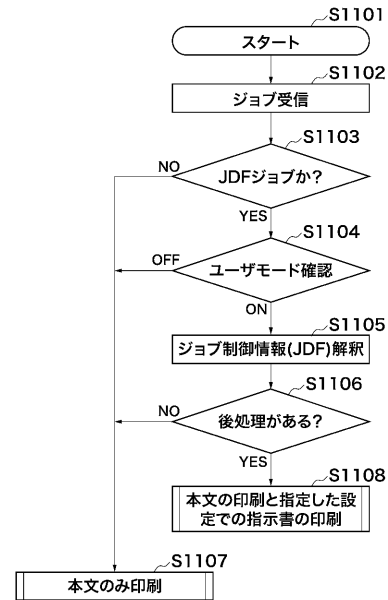 S1101
スタート
S1102
ジョブ受信
S1103
NO
JDFジョブか?
YES
S1104
OFF
ユーザモード確認
ON
S1105
ジョブ制御情報(JDF)解釈
S1106
NO
後処理がある?
YES
S1108
本文の印刷と指定した設
定での指示書の印刷
S1107
本文のみ印刷